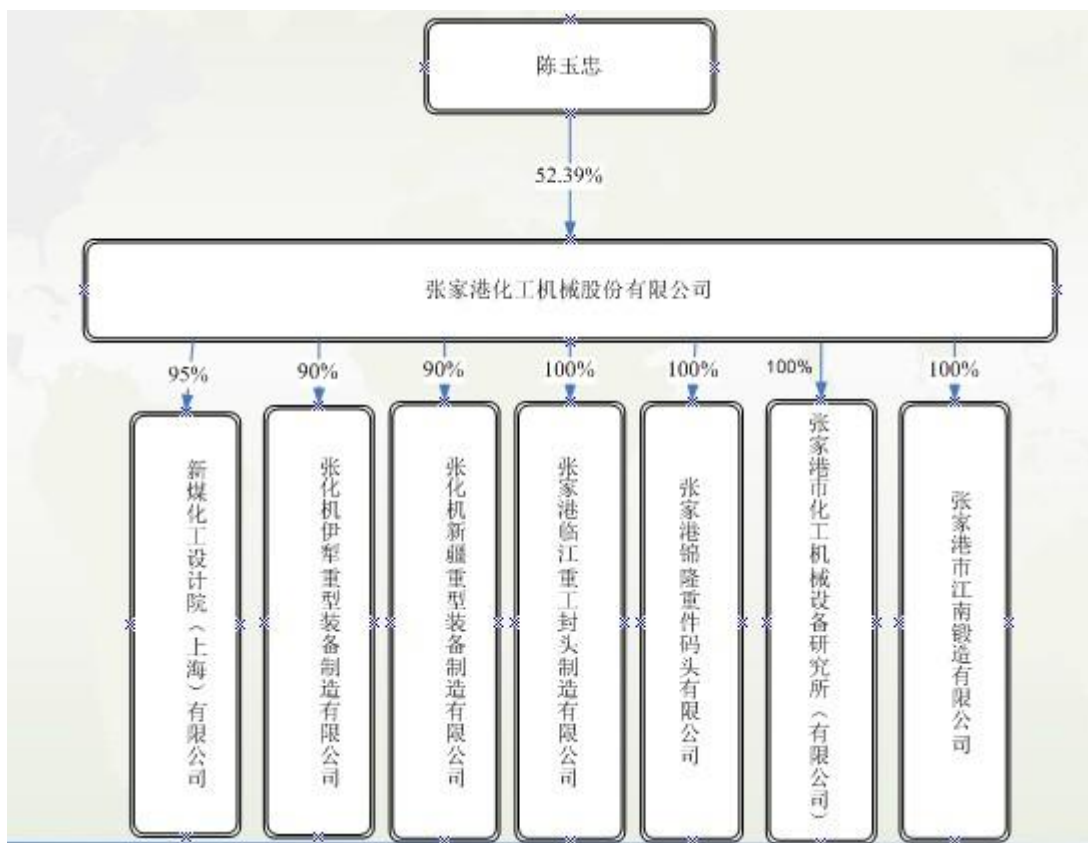 陈玉忠
52.39%
张家港化工机械股份有限公司
95%
90%
90%
100%
100%
100%
100%
新煤化工设计院（上海）有限公司
张化机伊犁重型装备制造有限公司
张化机新疆重型装备制造有限公司
张家港临江重工封头制造有限公司
张家港锦隆重件码头有限公司
张家港市化工机械设备研究所（有限公司）
张家港市江南锻造有限公司